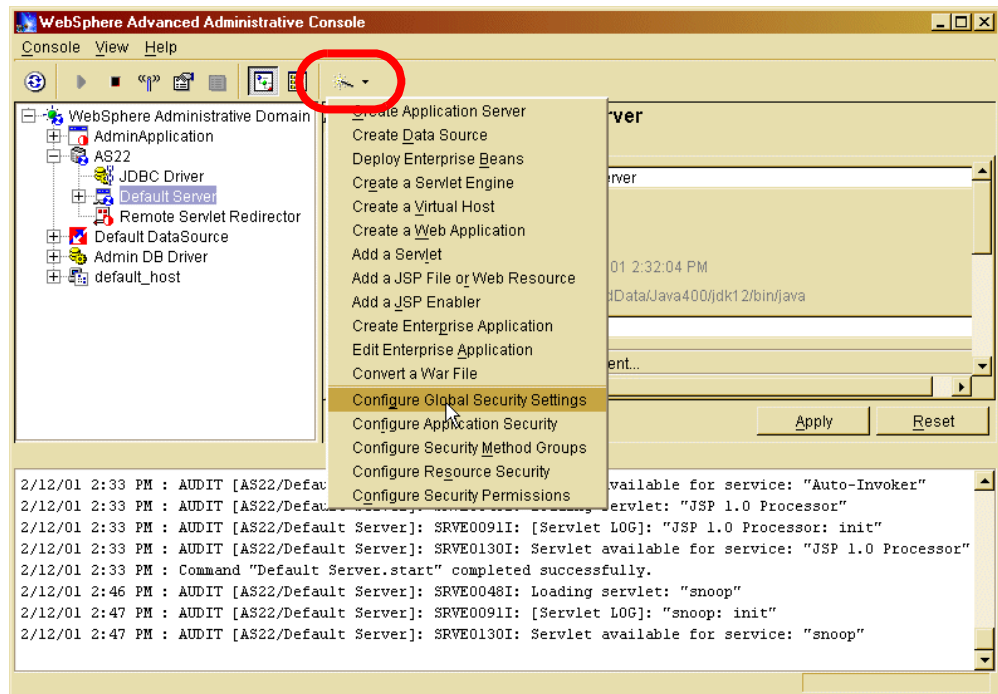 WebSphere Advanced Administrative Console
Console View Help
WebSphere Administrative Domain
AdminApplication
AS22
JDBC Driver
Default Server
Remote Servlet Redirector
Default DataSource
Admin DB Driver
default_host
Create Application Server
Create Data Source
Deploy Enterprise Beans
Create a Servlet Engine
Create a Virtual Host
Create a Web Application
Add a Servlet
Add a JSP File or Web Resource
Add a JSP Enabler
Create Enterprise Application
Edit Enterprise Application
Convert a War File
Configure Global Security Settings
Configure Application Security
Configure Security Method Groups
Configure Resource Security
Configure Security Permissions
rver
erver
01 2:32:04 PM
dData/Java400/jdk12/bin/java
ent...
Apply Reset
2/12/01 2:33 PM : AUDIT [AS22/Defau vailable for service: "Auto-Invoker"
2/12/01 2:33 PM : AUDIT [AS22/Default Server]: Loading servlet: "JSP 1.0 Processor"
2/12/01 2:33 PM : AUDIT [AS22/Default Server]: SRVE0091I: [Servlet LOG]: "JSP 1.0 Processor: init"
2/12/01 2:33 PM : AUDIT [AS22/Default Server]: SRVE0130I: Servlet available for service: "JSP 1.0 Processor"
2/12/01 2:33 PM : Command "Default Server.start" completed successfully.
2/12/01 2:46 PM : AUDIT [AS22/Default Server]: SRVE0048I: Loading servlet: "snoop"
2/12/01 2:47 PM : AUDIT [AS22/Default Server]: SRVE0091I: [Servlet LOG]: "snoop: init"
2/12/01 2:47 PM : AUDIT [AS22/Default Server]: SRVE0130I: Servlet available for service: "snoop"